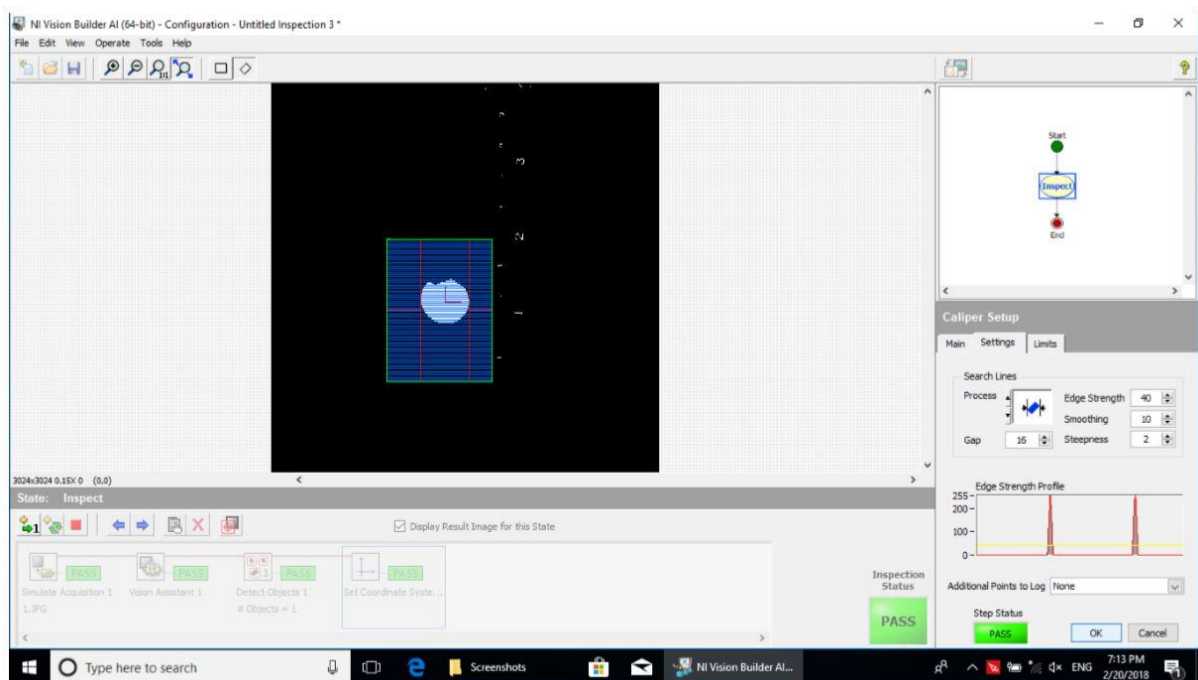 NI Vision Builder AI (64-bit) - Configuration - Untitled Inspection 3 *
File Edit View Operate Tools Help
3
2
1
Start
Inspect
End
Caliper Setup
Main Settings Limits
Search Lines
Process Edge Strength 40
Smoothing 10
Gap 16 Steepness 2
3024x3024 0.15X 0 (0,0)
State: Inspect
Edge Strength Profile
255
200
100
0
Display Result Image for this State
PASS PASS PASS PASS
Simulate Acquisition 1 Vision Assistant 1 Detect Objects 1 Set Coordinate Syste...
1.JPG # Objects = 1
Inspection
Status
PASS
Additional Points to Log None
Step Status
PASS OK Cancel
Type here to search Screenshots NI Vision Builder AI... ENG 7:13 PM
2/20/2018